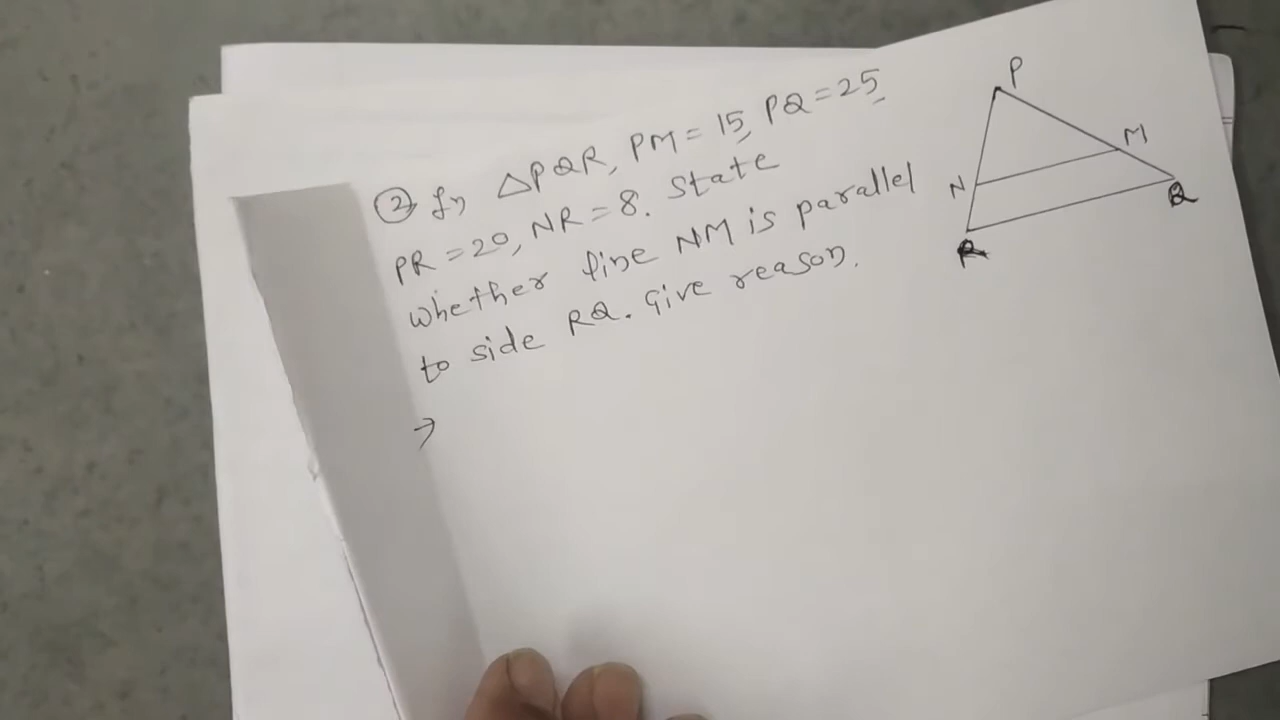 ② In △PQR, PM = 15, PQ = 25
PR = 20, NR = 8. State
whether line NM is parallel
to side RQ. Give reason.
→
P
M
N
Q
R